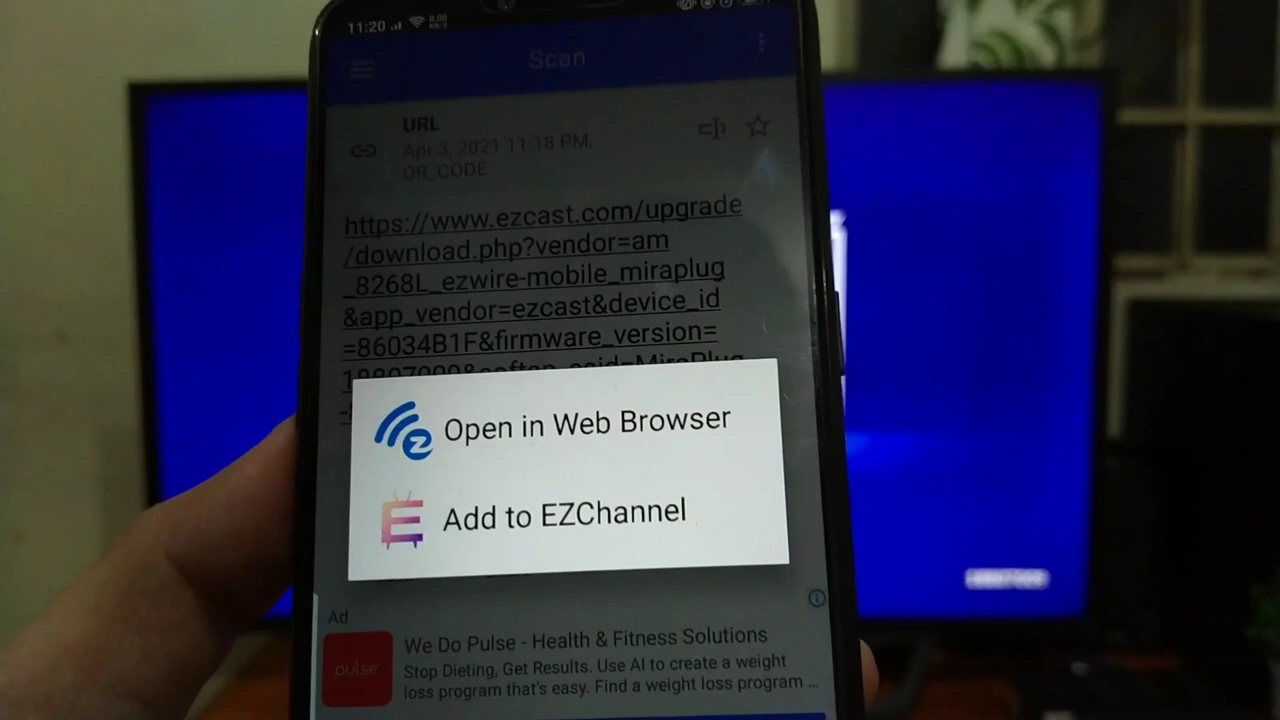 11:20
0.00
KB/S
Scan
URL
Apr 3, 2021 11:18 PM,
QR_CODE
https://www.ezcast.com/upgrade
/download.php?vendor=am
_8268L_ezwire-mobile_miraplug
&app_vendor=ezcast&device_id
=86034B1F&firmware_version=
Open in Web Browser
Add to EZChannel
Ad
We Do Pulse - Health & Fitness Solutions
pulse
Stop Dieting, Get Results. Use AI to create a weight
loss program that's easy. Find a weight loss program ...